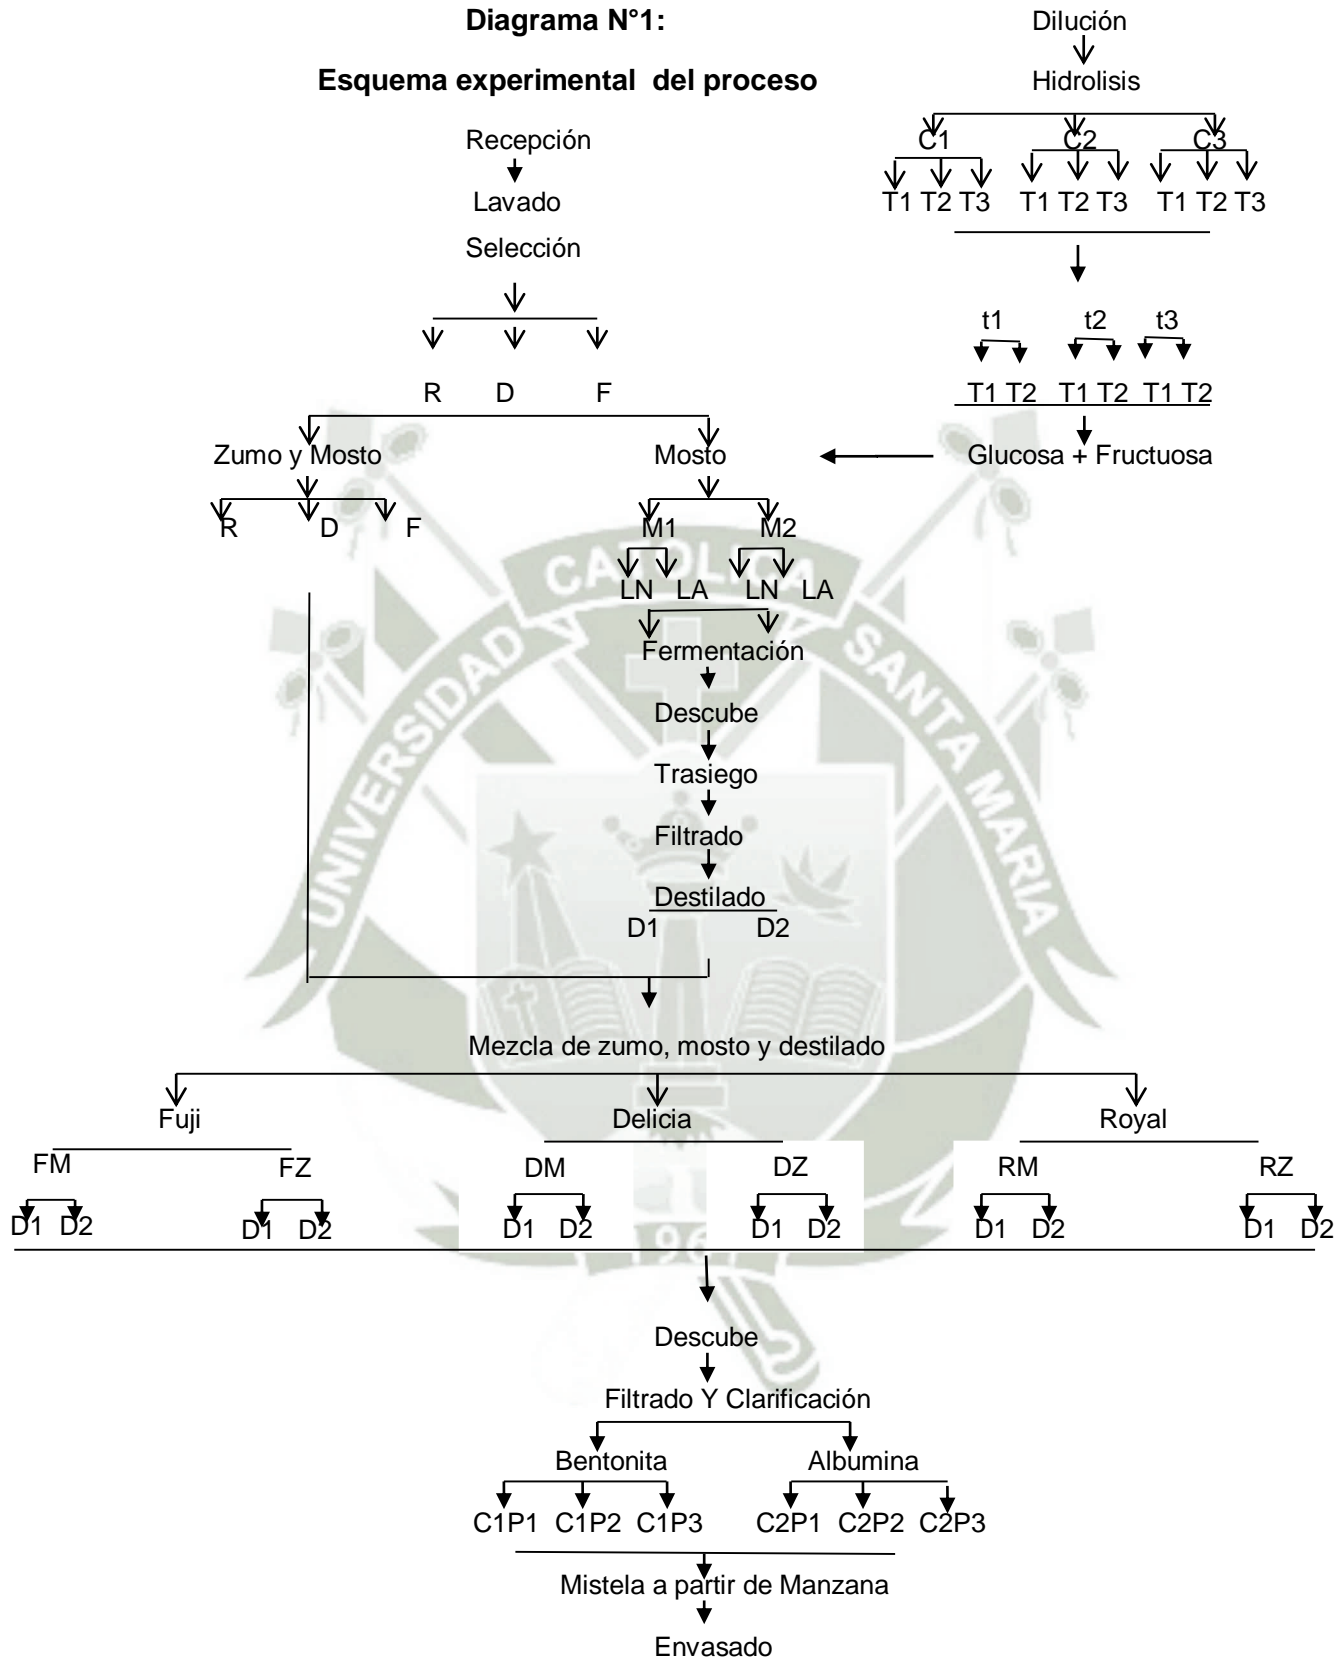 Diagrama N°1:
Esquema experimental del proceso
Recepción
Lavado
Selección
R D F
Zumo y Mosto Mosto
R D F
M1 M2
LN LA LN LA
Fermentación
Descube
Trasiego
Filtrado
Destilado
D1 D2
Dilución
Hidrolisis
C1 C2 C3
T1 T2 T3 T1 T2 T3 T1 T2 T3
t1 t2 t3
T1 T2 T1 T2 T1 T2
Glucosa + Fructuosa
Mezcla de zumo, mosto y destilado
Fuji Delicia Royal
FM FZ DM DZ RM RZ
D1 D2 D1 D2 D1 D2 D1 D2 D1 D2 D1 D2
Descube
Filtrado Y Clarificación
Bentonita Albumina
C1P1 C1P2 C1P3 C2P1 C2P2 C2P3
Mistela a partir de Manzana
Envasado
UNIVERSIDAD CATOLICA SANTA MARIA